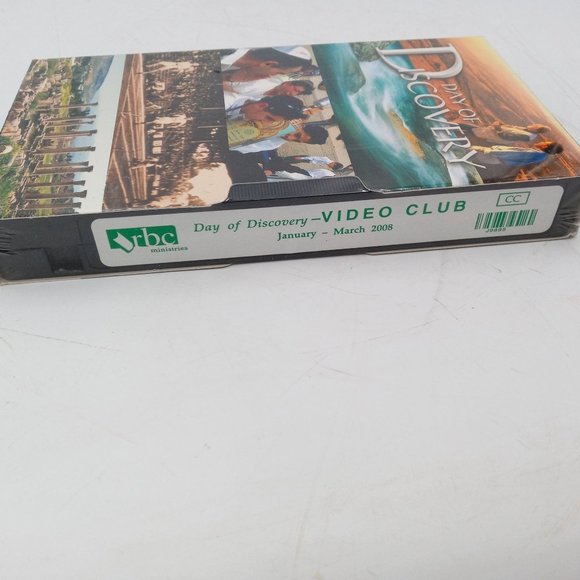 DAY OF
DISCOVERY
rbc
ministries
Day of Discovery – VIDEO CLUB
January – March 2008
CC